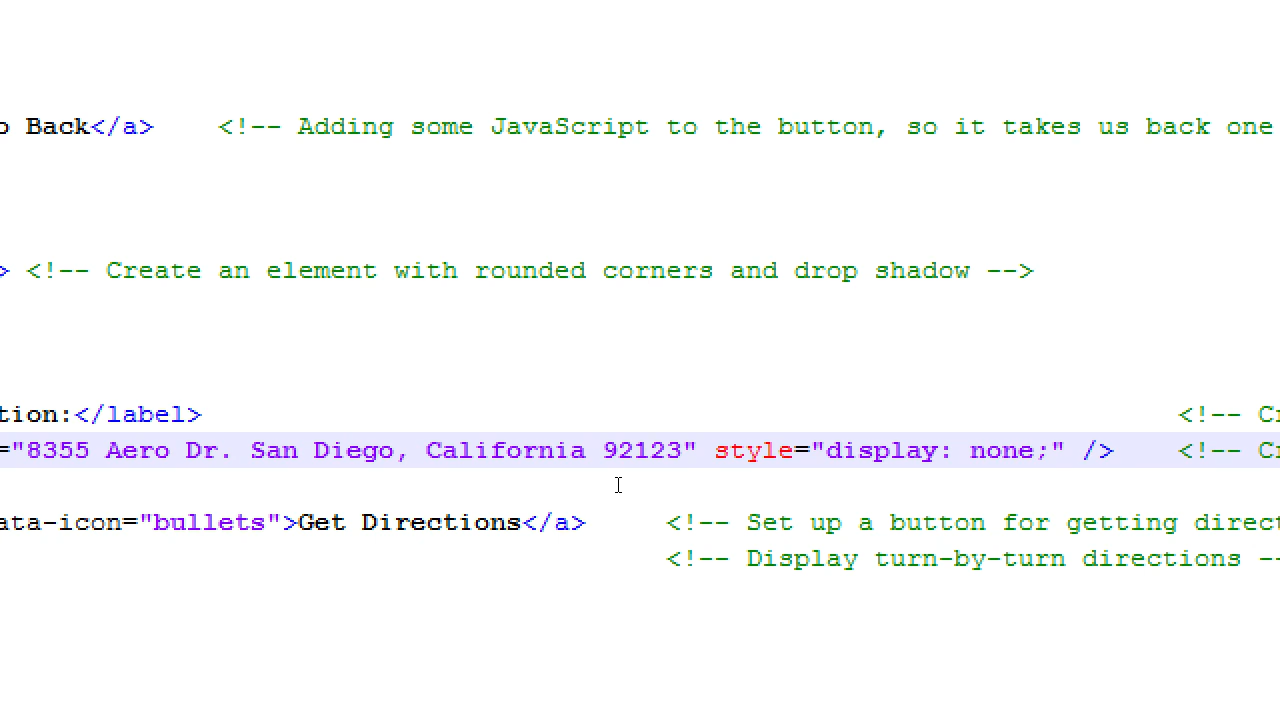 o Back</a> <!-- Adding some JavaScript to the button, so it takes us back one
> <!-- Create an element with rounded corners and drop shadow -->
tion:</label> <!-- Cr
="8355 Aero Dr. San Diego, California 92123" style="display: none;" /> <!-- Cr
ata-icon="bullets">Get Directions</a> <!-- Set up a button for getting direct
<!-- Display turn-by-turn directions --